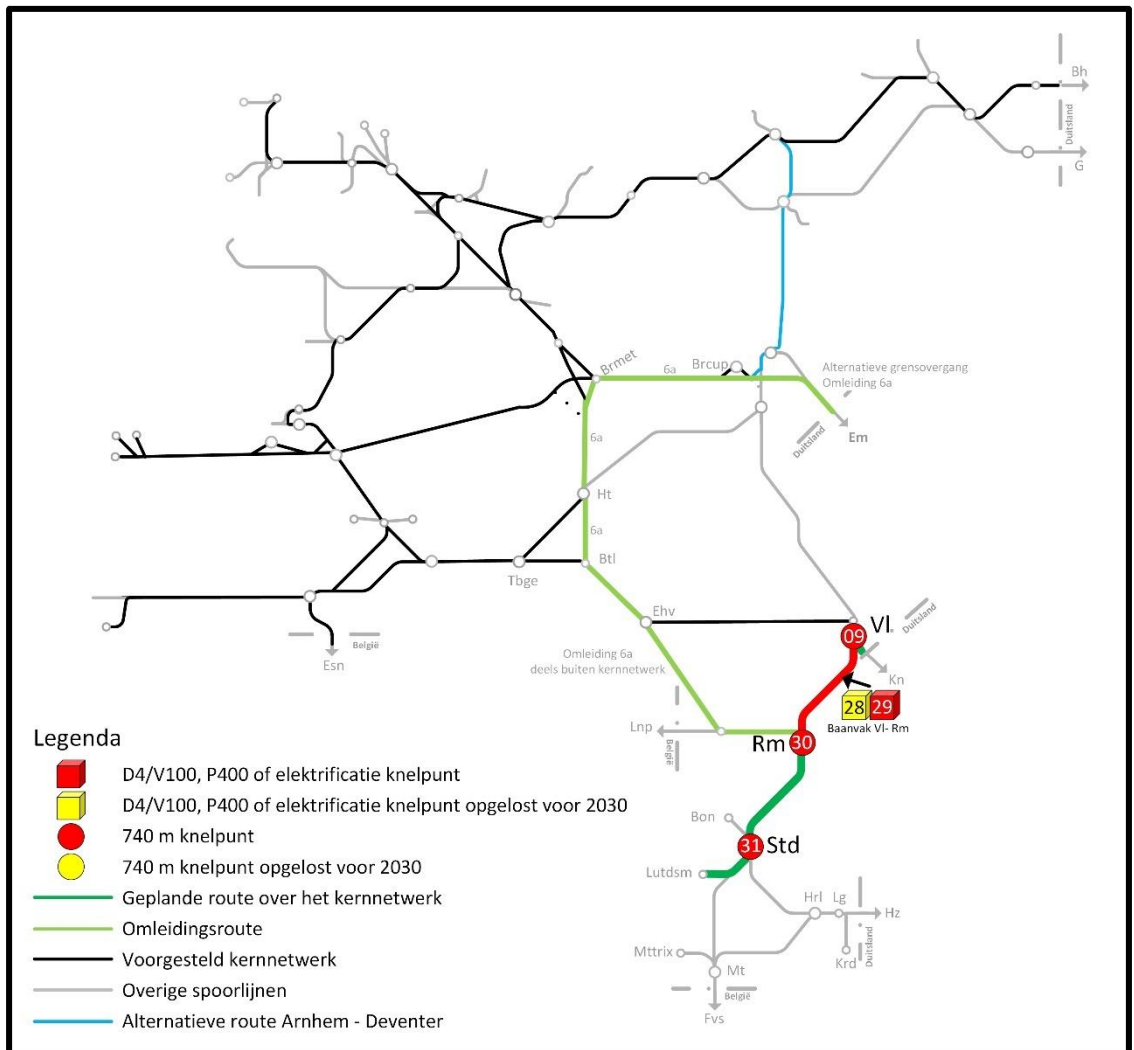 Bh
Duitsland
G
Brmet
6a
Brcup
Alternatieve grensovergang
Omleiding 6a
Duitsland
Em
6a
Ht
6a
Btl
Tbge
België
Esn
Ehv
Omleiding 6a
deels buiten kernnetwerk
09
Vl
Duitsland
Kn
28
29
Baanvak Vl- Rm
Lnp
België
Rm
30
Bon
31
Std
Lutdsm
Hrl
Lg
Hz
Krd
Duitsland
Mttrix
Mt
België
Fvs
Legenda
D4/V100, P400 of elektrificatie knelpunt
D4/V100, P400 of elektrificatie knelpunt opgelost voor 2030
740 m knelpunt
740 m knelpunt opgelost voor 2030
Geplande route over het kernnetwerk
Omleidingsroute
Voorgesteld kernnetwerk
Overige spoorlijnen
Alternatieve route Arnhem - Deventer